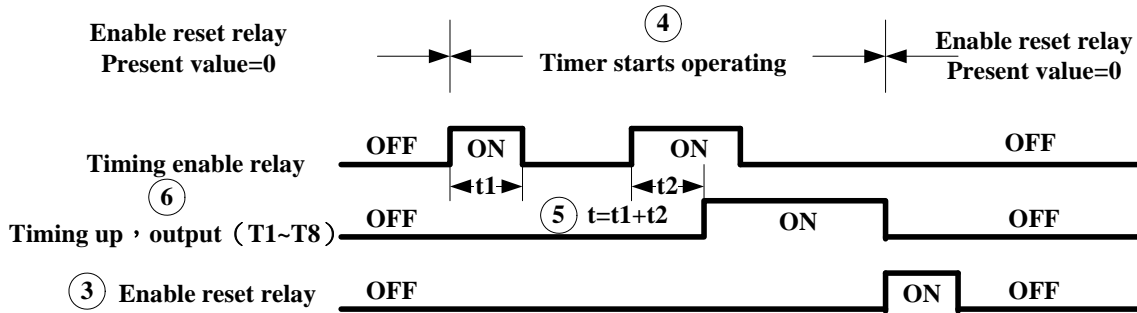 Enable reset relay
Present value=0
④
Timer starts operating
Enable reset relay
Present value=0
Timing enable relay
OFF
ON
ON
OFF
t1
t2
⑥
Timing up，output（T1~T8）
OFF
⑤ t=t1+t2
ON
OFF
③ Enable reset relay
OFF
ON
OFF